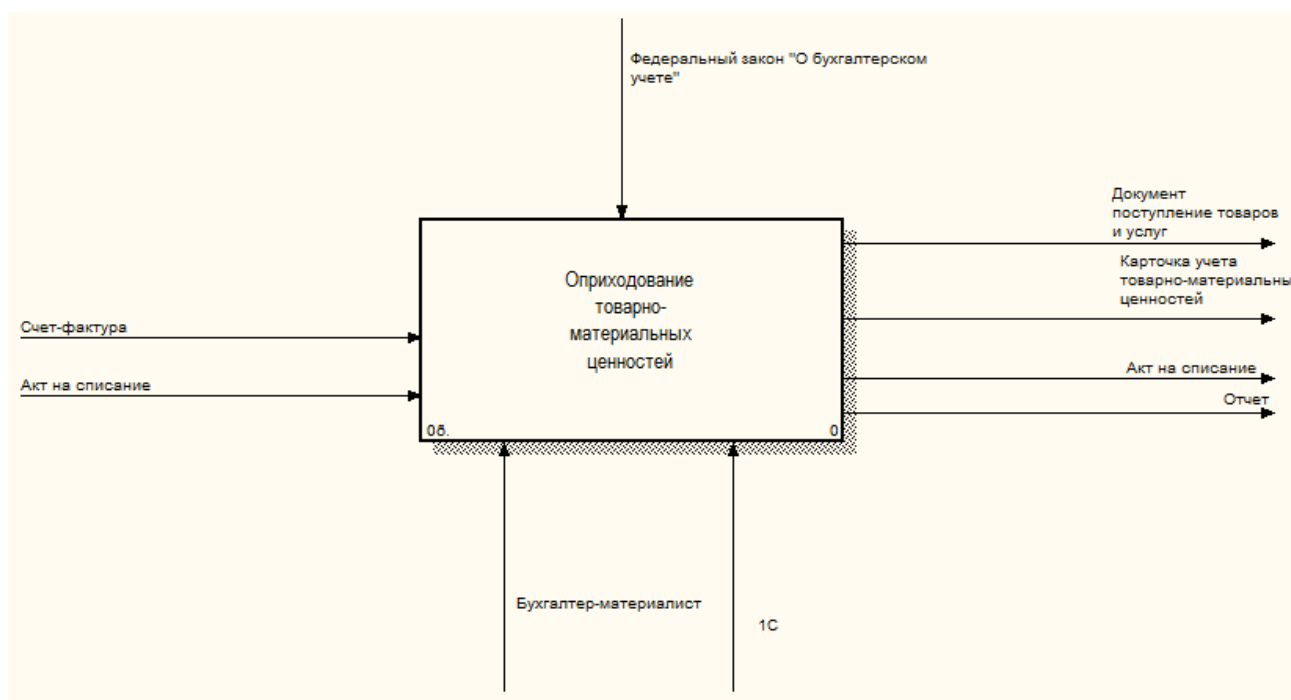 Федеральный закон "О бухгалтерском
учете"
Документ
поступление товаров
и услуг
Карточка учета
товарно-материальны
ценностей
Оприходование
товарно-
материальных
ценностей
Счет-фактура
Акт на списание
Акт на списание
Отчет
0б.
0
Бухгалтер-материалист
1С